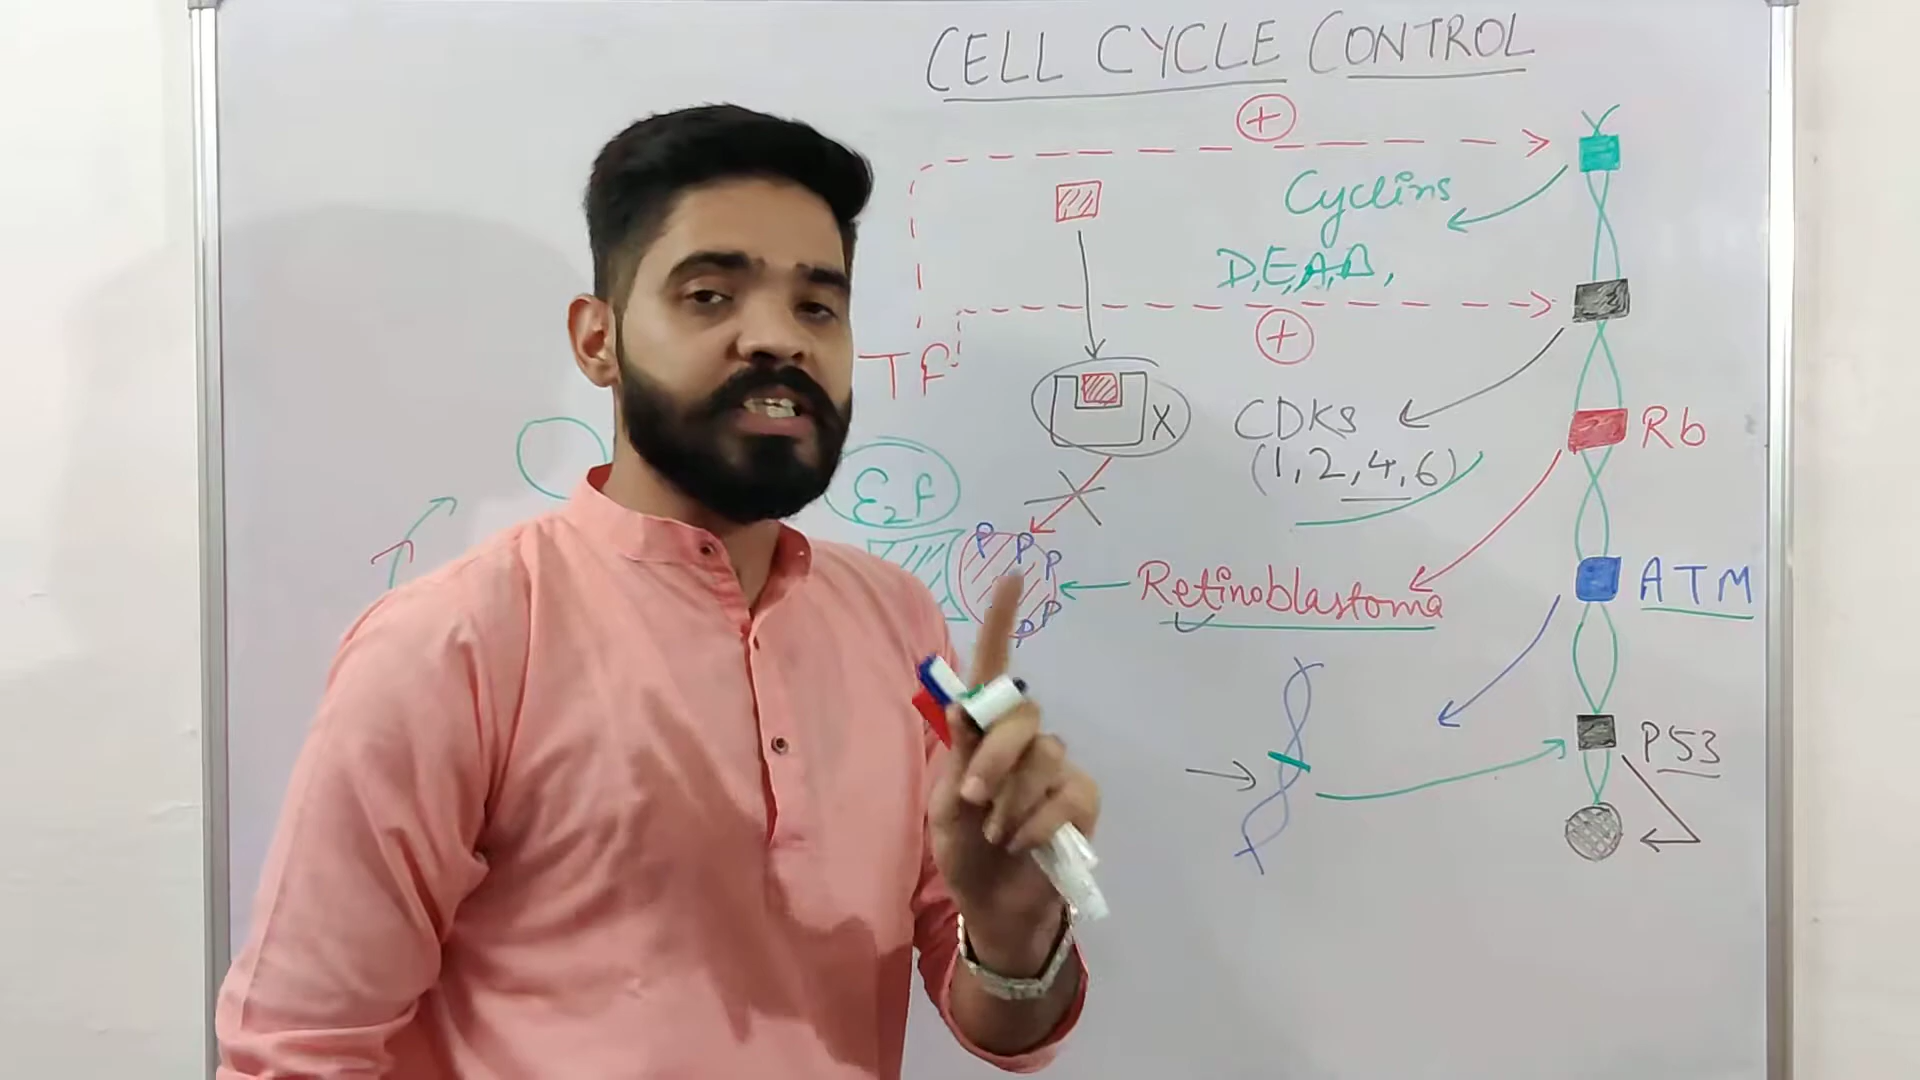 CELL CYCLE CONTROL
+
Cyclins
D,E,A,B,
+
TF
X
CDKs
(1,2,4,6)
Rb
E2F
P P P
P P
Retinoblastoma
ATM
P53